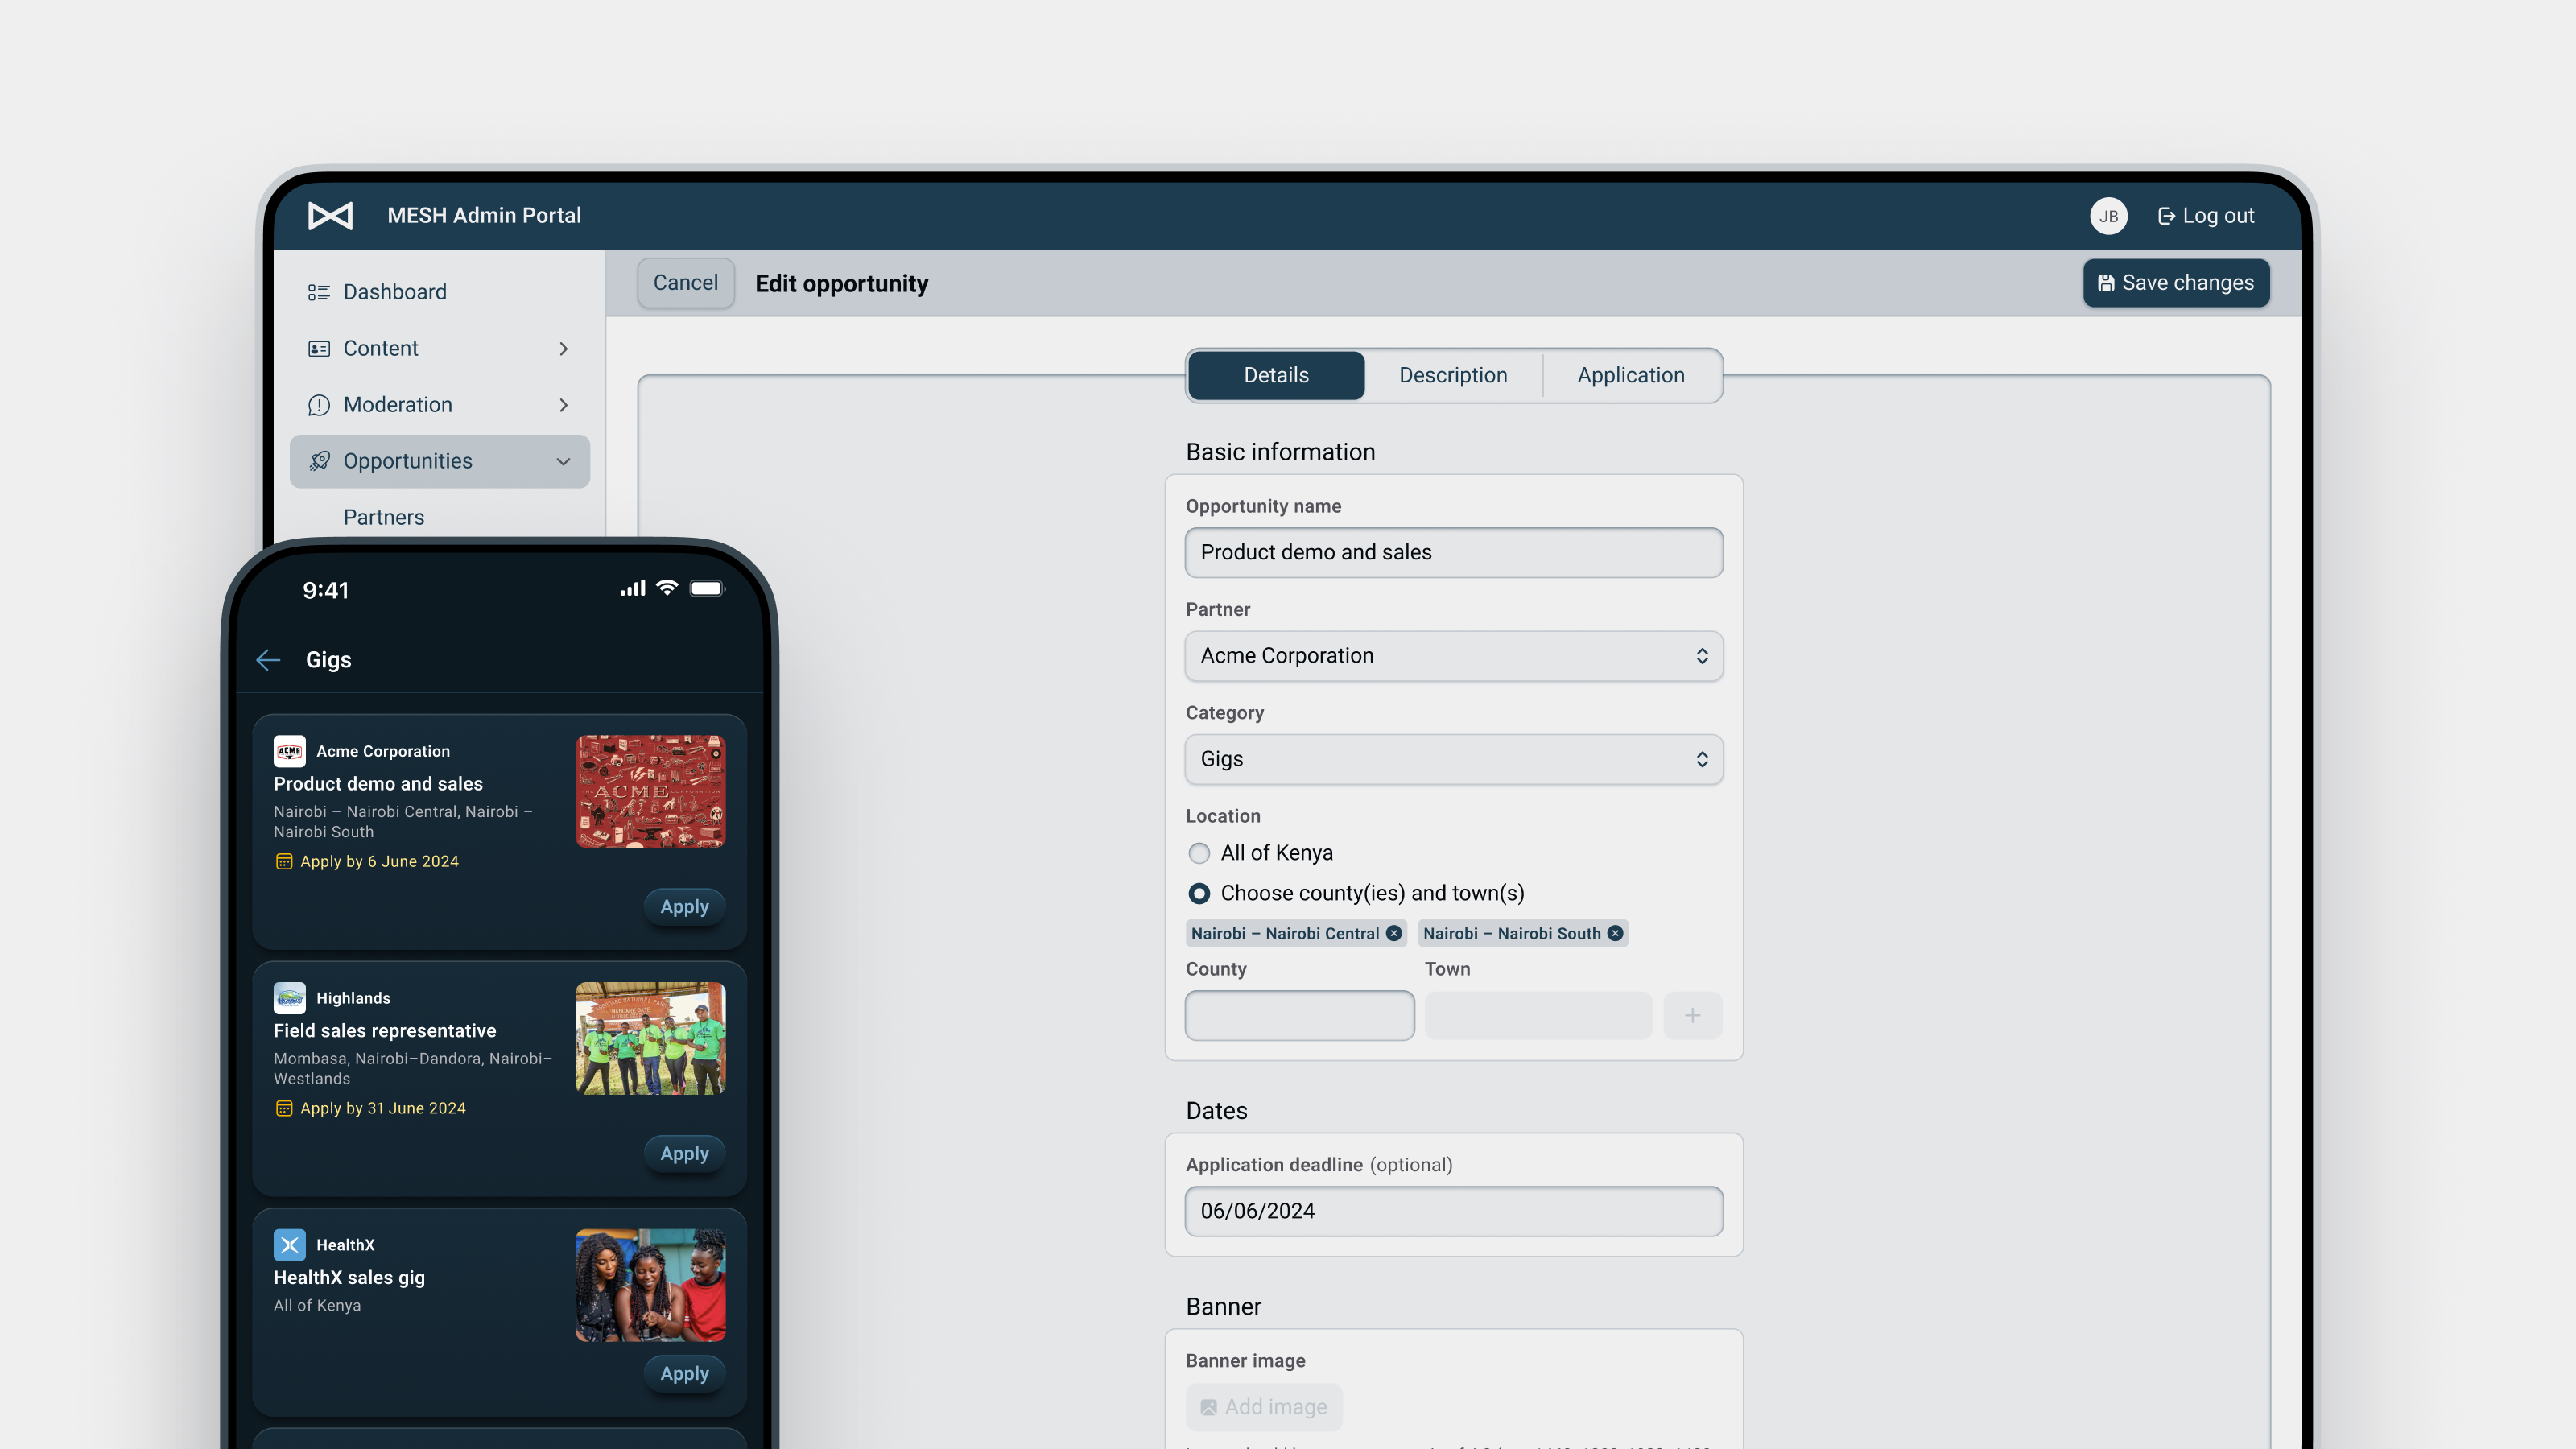 MESH Admin Portal
JB
Log out
Dashboard
Content
Moderation
Opportunities
Partners
Cancel
Edit opportunity
Save changes
Details
Description
Application
Basic information
Opportunity name
Product demo and sales
Partner
Acme Corporation
Category
Gigs
Location
All of Kenya
Choose county(ies) and town(s)
Nairobi – Nairobi Central
Nairobi – Nairobi South
County
Town
Dates
Application deadline (optional)
06/06/2024
Banner
Banner image
Add image
9:41
Gigs
ACME
Acme Corporation
Product demo and sales
Nairobi – Nairobi Central, Nairobi –
Nairobi South
Apply by 6 June 2024
THE ACME CORPORATION
Apply
Highlands
Field sales representative
Mombasa, Nairobi–Dandora, Nairobi–
Westlands
Apply by 31 June 2024
Apply
HealthX
HealthX sales gig
All of Kenya
Apply